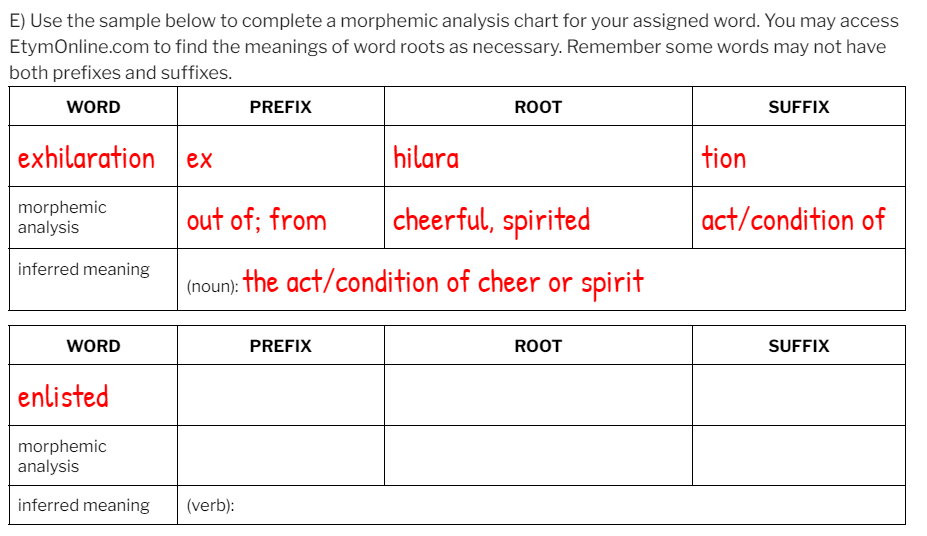 E) Use the sample below to complete a morphemic analysis chart for your assigned word. You may access
EtymOnline.com to find the meanings of word roots as necessary. Remember some words may not have
both prefixes and suffixes.
WORD PREFIX ROOT SUFFIX
exhilaration ex hilara tion
morphemic
analysis out of; from cheerful, spirited act/condition of
inferred meaning (noun): the act/condition of cheer or spirit
WORD PREFIX ROOT SUFFIX
enlisted
morphemic
analysis
inferred meaning (verb):